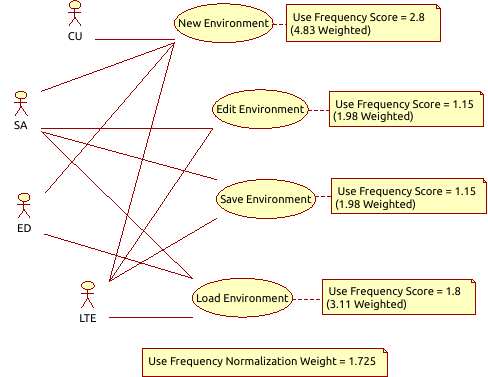 CU
New Environment
Use Frequency Score = 2.8
(4.83 Weighted)
SA
Edit Environment
Use Frequency Score = 1.15
(1.98 Weighted)
ED
Save Environment
Use Frequency Score = 1.15
(1.98 Weighted)
LTE
Load Environment
Use Frequency Score = 1.8
(3.11 Weighted)
Use Frequency Normalization Weight = 1.725